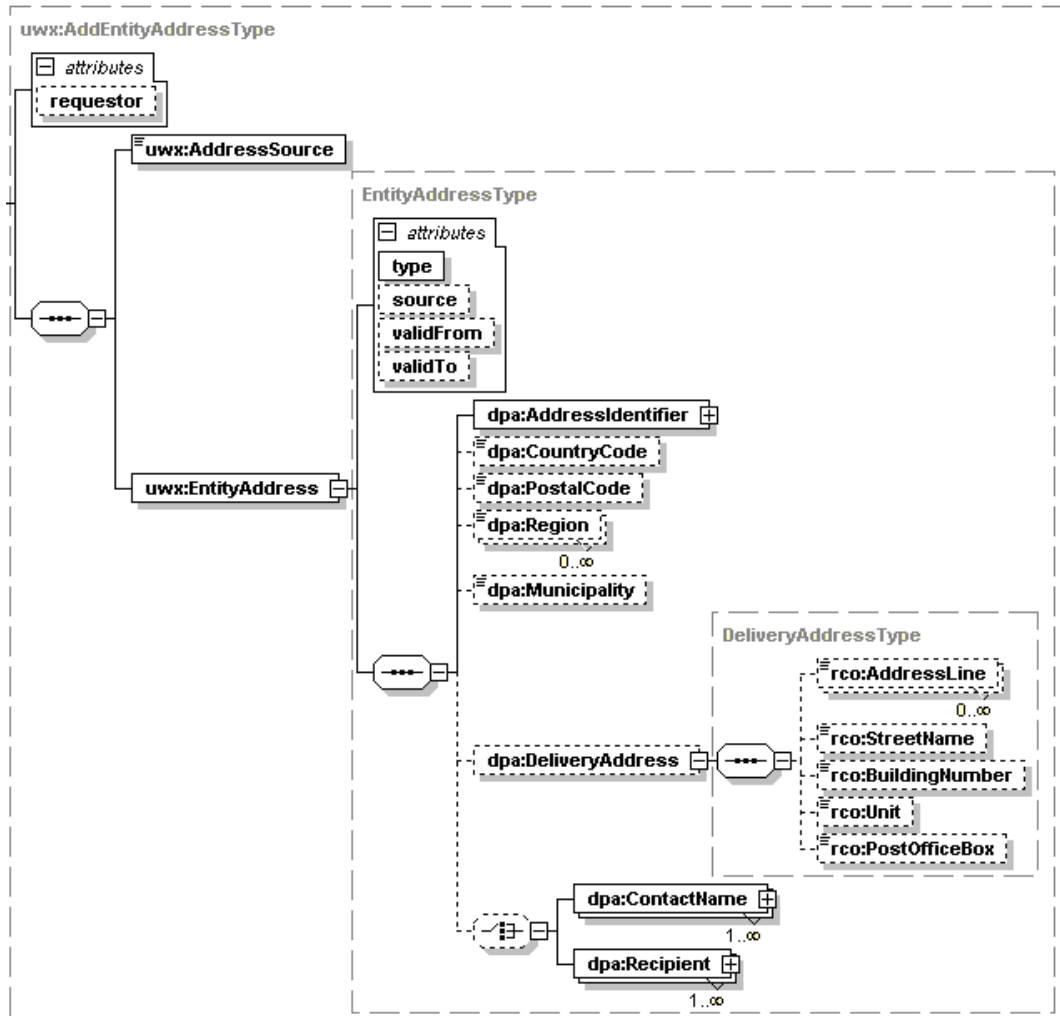 uwx:AddEntityAddressType
attributes
requestor
uwx:AddressSource
EntityAddressType
attributes
type
source
validFrom
validTo
dpa:AddressIdentifier
dpa:CountryCode
uwx:EntityAddress
dpa:PostalCode
dpa:Region
0..∞
dpa:Municipality
DeliveryAddressType
rco:AddressLine
0..∞
rco:StreetName
dpa:DeliveryAddress
rco:BuildingNumber
rco:Unit
rco:PostOfficeBox
dpa:ContactName
1..∞
dpa:Recipient
1..∞